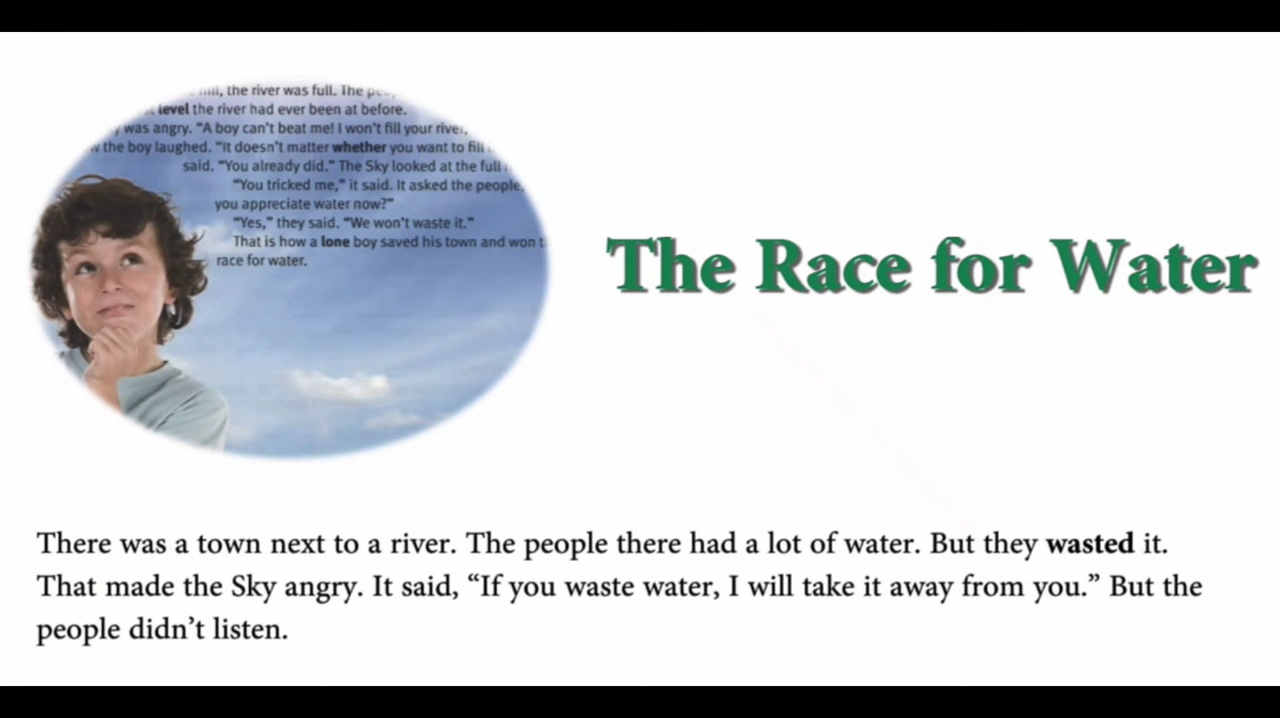 hill, the river was full. The
level the river had ever been at before.
was angry. "A boy can't beat me! I won't fill your river,
the boy laughed. "It doesn't matter whether you want to fill
said. "You already did." The Sky looked at the full
"You tricked me," it said. It asked the people,
you appreciate water now?"
"Yes," they said. "We won't waste it."
That is how a lone boy saved his town and won
race for water.
The Race for Water
There was a town next to a river. The people there had a lot of water. But they wasted it.
That made the Sky angry. It said, “If you waste water, I will take it away from you.” But the
people didn’t listen.